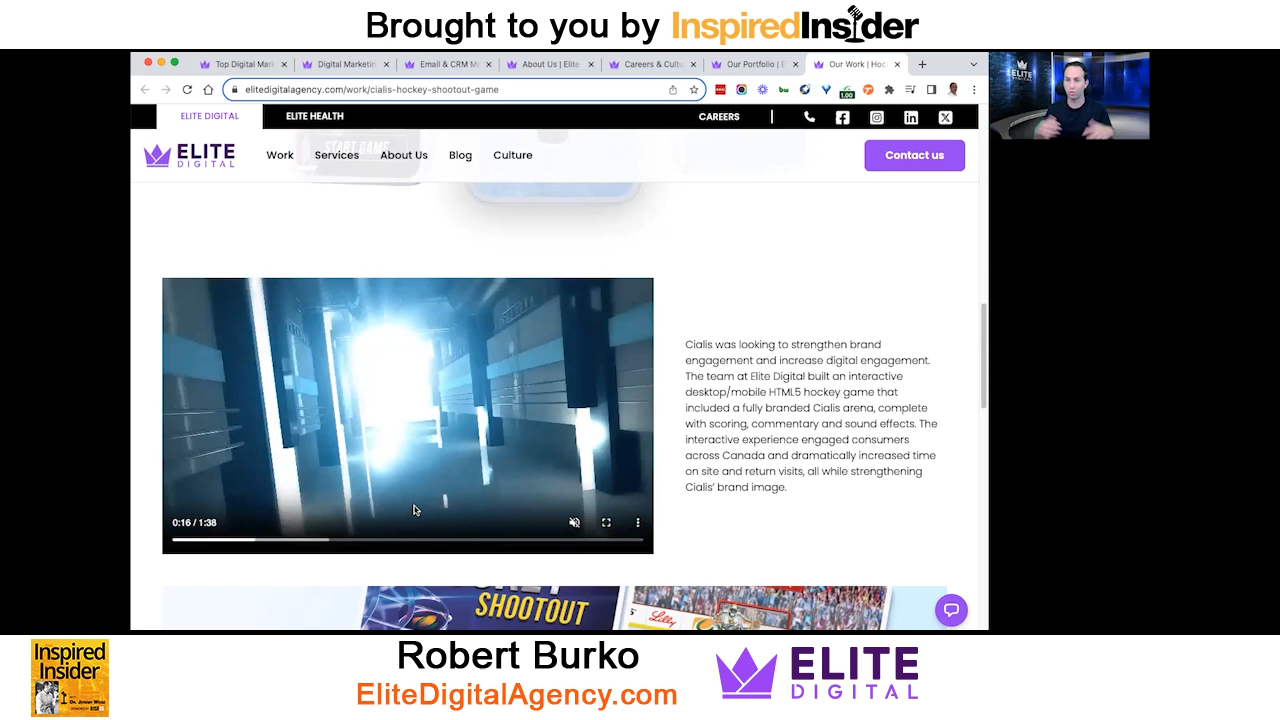 Brought to you by InspiredInsider
Top Digital Mark
Digital Marketin
Email & CRM M
About Us | Elite
Careers & Cultu
Our Portfolio | E
Our Work | Hoc
elitedigitalagency.com/work/cialis-hockey-shootout-game
1.00
ELITE DIGITAL
ELITE HEALTH
CAREERS
ELITE
DIGITAL
Work
Services
About Us
Blog
Culture
Contact us
START GAME
Cialis was looking to strengthen brand
engagement and increase digital engagement.
The team at Elite Digital built an interactive
desktop/mobile HTML5 hockey game that
included a fully branded Cialis arena, complete
with scoring, commentary and sound effects. The
interactive experience engaged consumers
across Canada and dramatically increased time
on site and return visits, all while strengthening
Cialis' brand image.
0:16 / 1:38
SHOOTOUT
Lilly
Inspired
Insider
Robert Burko
EliteDigitalAgency.com
ELITE
DIGITAL